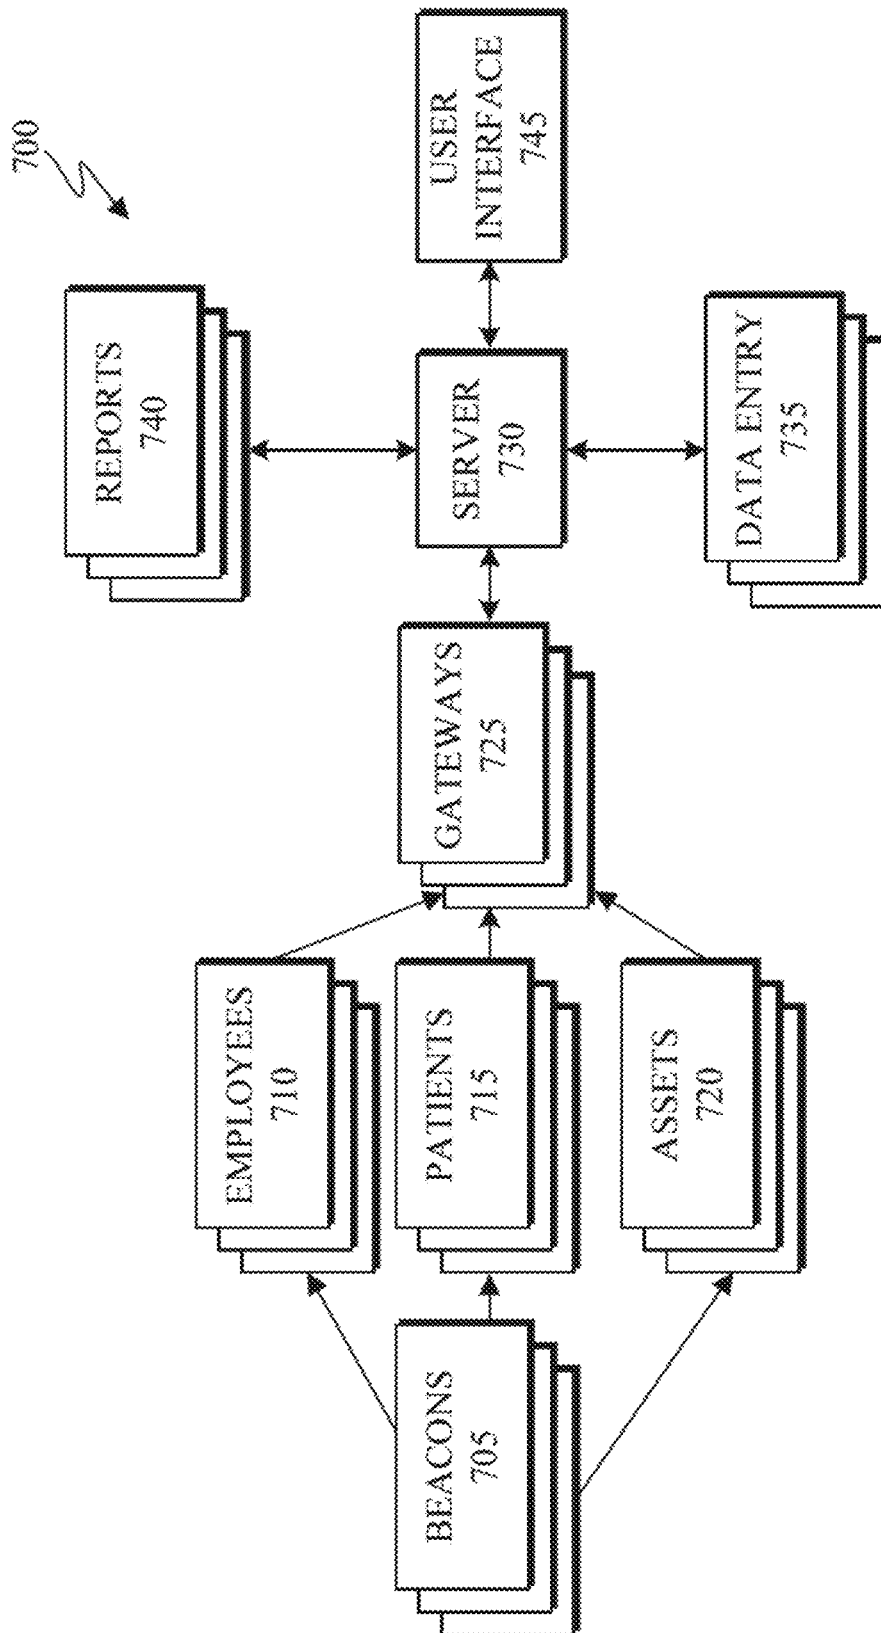 700
REPORTS
740
USER
INTERFACE
745
SERVER
730
DATA ENTRY
735
GATEWAYS
725
EMPLOYEES
710
PATIENTS
715
ASSETS
720
BEACONS
705